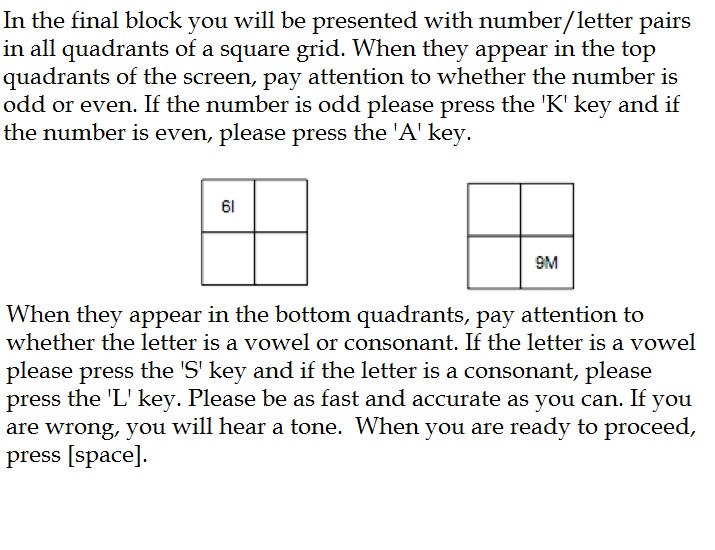 In the final block you will be presented with number/letter pairs
in all quadrants of a square grid. When they appear in the top
quadrants of the screen, pay attention to whether the number is
odd or even. If the number is odd please press the 'K' key and if
the number is even, please press the 'A' key.
6I
9M
When they appear in the bottom quadrants, pay attention to
whether the letter is a vowel or consonant. If the letter is a vowel
please press the 'S' key and if the letter is a consonant, please
press the 'L' key. Please be as fast and accurate as you can. If you
are wrong, you will hear a tone.  When you are ready to proceed,
press [space].